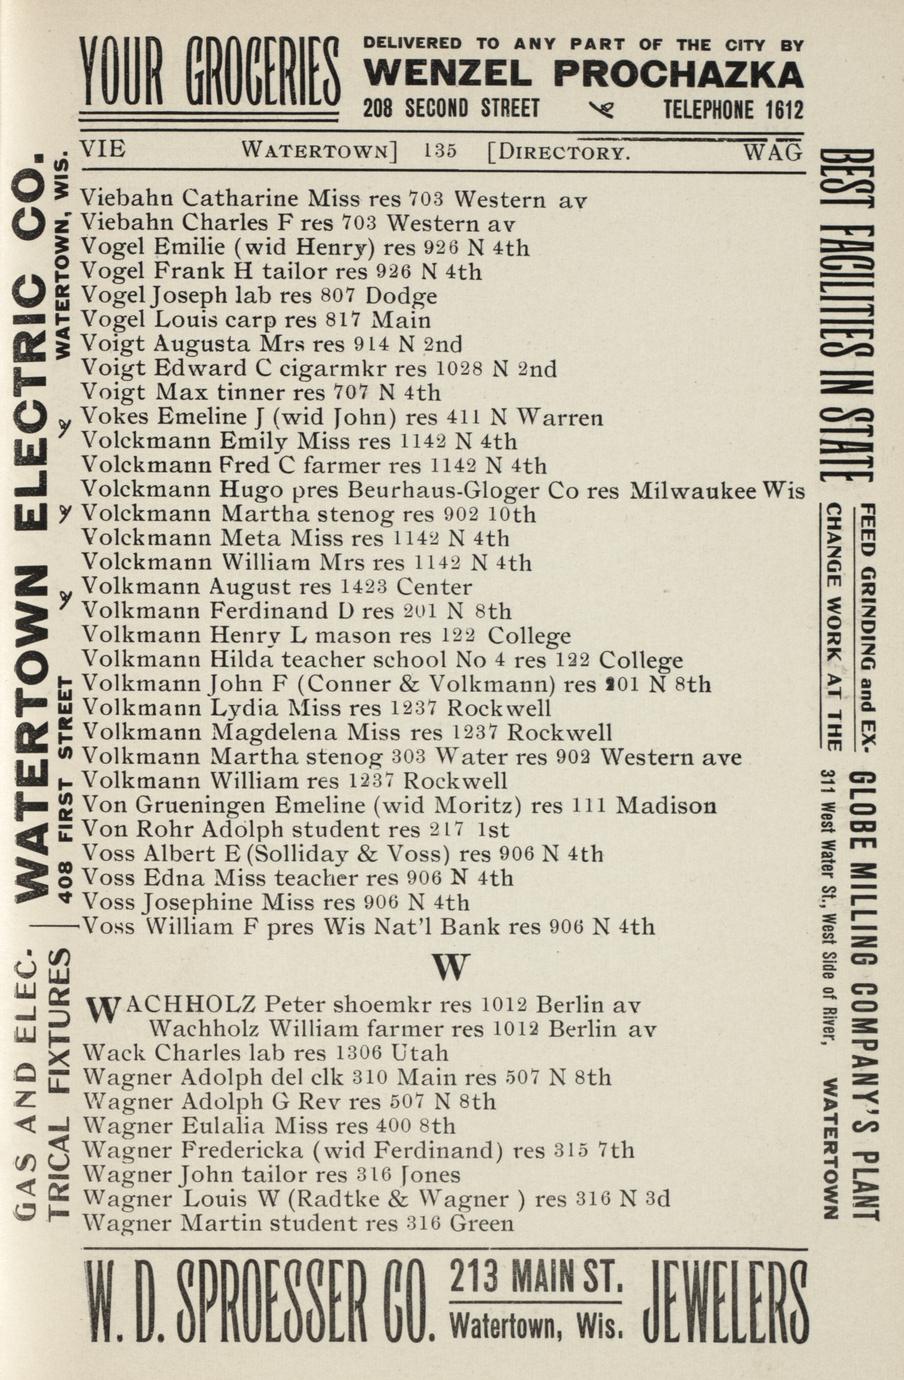 YOUR GROCERIES
DELIVERED TO ANY PART OF THE CITY BY
WENZEL PROCHAZKA
208 SECOND STREET TELEPHONE 1612
VIE WATERTOWN] 135 [DIRECTORY. WAG
Viebahn Catharine Miss res 703 Western av
Viebahn Charles F res 703 Western av
Vogel Emilie (wid Henry) res 926 N 4th
Vogel Frank H tailor res 926 N 4th
Vogel Joseph lab res 807 Dodge
Vogel Louis carp res 817 Main
Voigt Augusta Mrs res 914 N 2nd
Voigt Edward C cigarmkr res 1028 N 2nd
Voigt Max tinner res 707 N 4th
Vokes Emeline J (wid John) res 411 N Warren
Volckmann Emily Miss res 1142 N 4th
Volckmann Fred C farmer res 1142 N 4th
Volckmann Hugo pres Beurhaus-Gloger Co res Milwaukee Wis
Volckmann Martha stenog res 902 10th
Volckmann Meta Miss res 1142 N 4th
Volckmann William Mrs res 1142 N 4th
Volkmann August res 1423 Center
Volkmann Ferdinand D res 201 N 8th
Volkmann Henry L mason res 122 College
Volkmann Hilda teacher school No 4 res 122 College
Volkmann John F (Conner & Volkmann) res 201 N 8th
Volkmann Lydia Miss res 1237 Rockwell
Volkmann Magdelena Miss res 1237 Rockwell
Volkmann Martha stenog 303 Water res 902 Western ave
Volkmann William res 1237 Rockwell
Von Grueningen Emeline (wid Moritz) res 111 Madison
Von Rohr Adolph student res 217 1st
Voss Albert E (Solliday & Voss) res 906 N 4th
Voss Edna Miss teacher res 906 N 4th
Voss Josephine Miss res 906 N 4th
Voss William F pres Wis Nat'l Bank res 906 N 4th
W
WACHHOLZ Peter shoemkr res 1012 Berlin av
Wachholz William farmer res 1012 Berlin av
Wack Charles lab res 1306 Utah
Wagner Adolph del clk 310 Main res 507 N 8th
Wagner Adolph G Rev res 507 N 8th
Wagner Eulalia Miss res 400 8th
Wagner Fredericka (wid Ferdinand) res 315 7th
Wagner John tailor res 316 Jones
Wagner Louis W (Radtke & Wagner ) res 316 N 3d
Wagner Martin student res 316 Green
WATERTOWN ELECTRIC CO.
408 FIRST STREET WATERTOWN, WIS.
GAS AND ELEC-
TRICAL FIXTURES
BEST FACILITIES IN STATE
FEED GRINDING and EX-
CHANGE WORK AT THE
GLOBE MILLING COMPANY'S PLANT
311 West Water St., West Side of River, WATERTOWN
W. D. SPROESSER CO.
213 MAIN ST.
Watertown, Wis.
JEWELERS